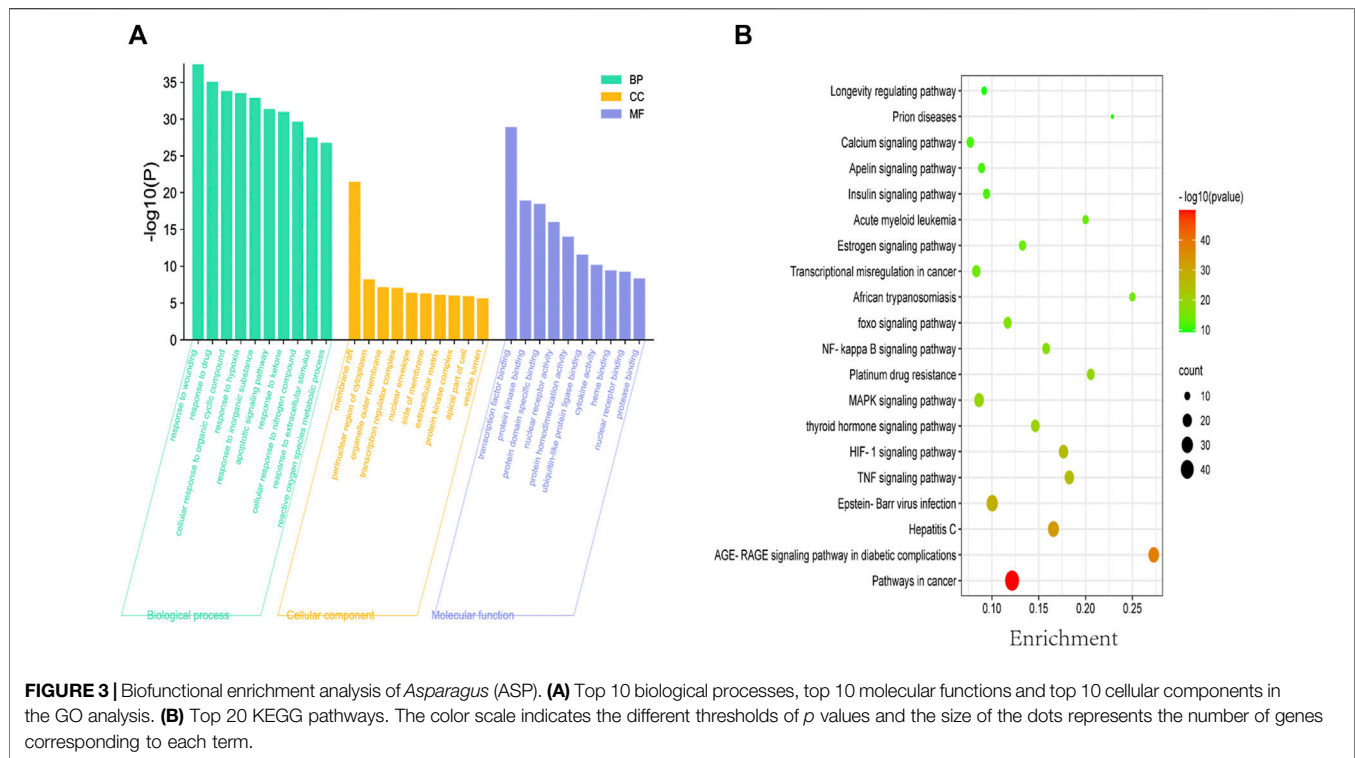 A
B
-log10(P)
35
30
25
20
15
10
5
0
BP
CC
MF
response to wounding
response to drug
cellular response to organic cyclic compound
response to hypoxia
response to inorganic substance
apoptotic signaling pathway
response to ketone
cellular response to nitrogen compound
response to extracellular stimulus
reactive oxygen species metabolic process
membrane raft
perinuclear region of cytoplasm
organelle outer membrane
transcription regulator complex
nuclear envelope
side of membrane
extracellular matrix
protein kinase complex
apical part of cell
vesicle lumen
transcription factor binding
protein kinase binding
protein domain specific binding
nuclear receptor activity
protein homodimerization activity
ubiquitin-like protein ligase binding
cytokine activity
heme binding
nuclear receptor binding
protease binding
Biological process
Cellular component
Molecular function
Longevity regulating pathway
Prion diseases
Calcium signaling pathway
Apelin signaling pathway
Insulin signaling pathway
Acute myeloid leukemia
Estrogen signaling pathway
Transcriptional misregulation in cancer
African trypanosomiasis
foxo signaling pathway
NF- kappa B signaling pathway
Platinum drug resistance
MAPK signaling pathway
thyroid hormone signaling pathway
HIF- 1 signaling pathway
TNF signaling pathway
Epstein- Barr virus infection
Hepatitis C
AGE- RAGE signaling pathway in diabetic complications
Pathways in cancer
0.10 0.15 0.20 0.25
Enrichment
- log10(pvalue)
40
30
20
10
count
10
20
30
40
FIGURE 3 | Biofunctional enrichment analysis of Asparagus (ASP). (A) Top 10 biological processes, top 10 molecular functions and top 10 cellular components in
the GO analysis. (B) Top 20 KEGG pathways. The color scale indicates the different thresholds of p values and the size of the dots represents the number of genes
corresponding to each term.